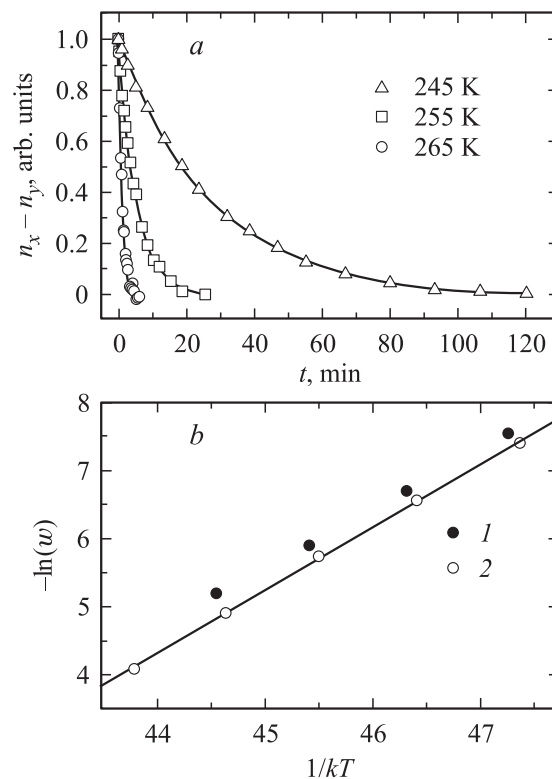 a
1.0
0.8
0.6
0.4
0.2
0
n_x – n_y, arb. units
△ 245 K
□ 255 K
○ 265 K
0 20 40 60 80 100 120
t, min
b
8
7
6
5
4
–ln(w)
● 1
○ 2
44 45 46 47
1/kT